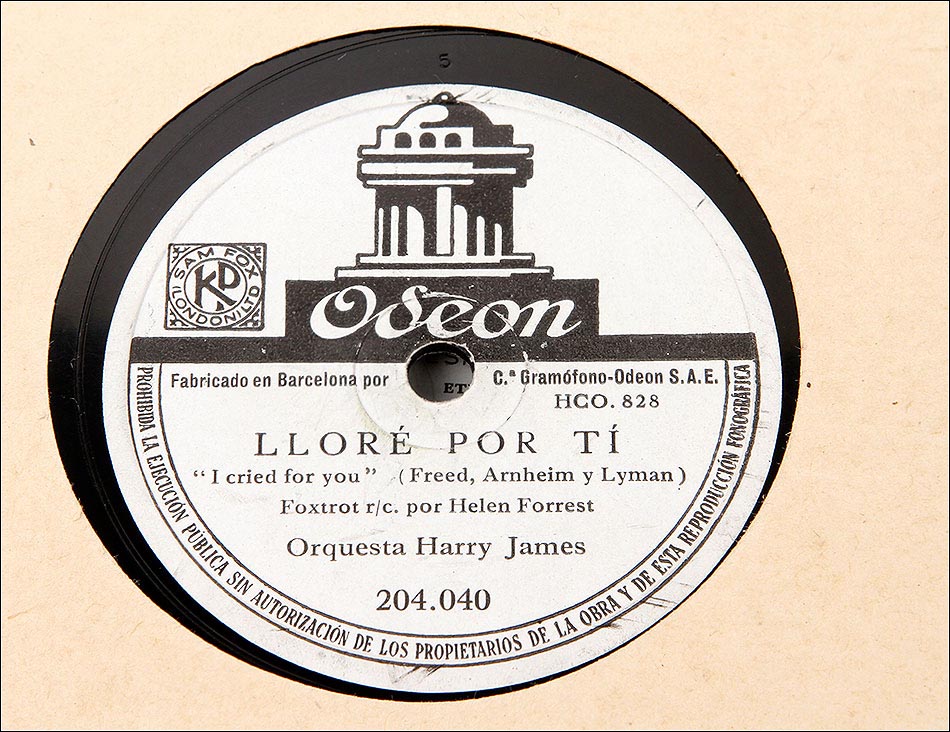 5
SAM FOX
KP
(LONDON) LTD
Odeon
Fabricado en Barcelona por C.ª Gramófono-Odeon S.A.E.
ET
HCO. 828
LLORÉ POR TÍ
“I cried for you” (Freed, Arnheim y Lyman)
Foxtrot r/c. por Helen Forrest
Orquesta Harry James
204.040
PROHIBIDA LA EJECUCIÓN PÚBLICA SIN AUTORIZACIÓN DE LOS PROPIETARIOS DE LA OBRA Y DE ESTA REPRODUCCIÓN FONOGRÁFICA